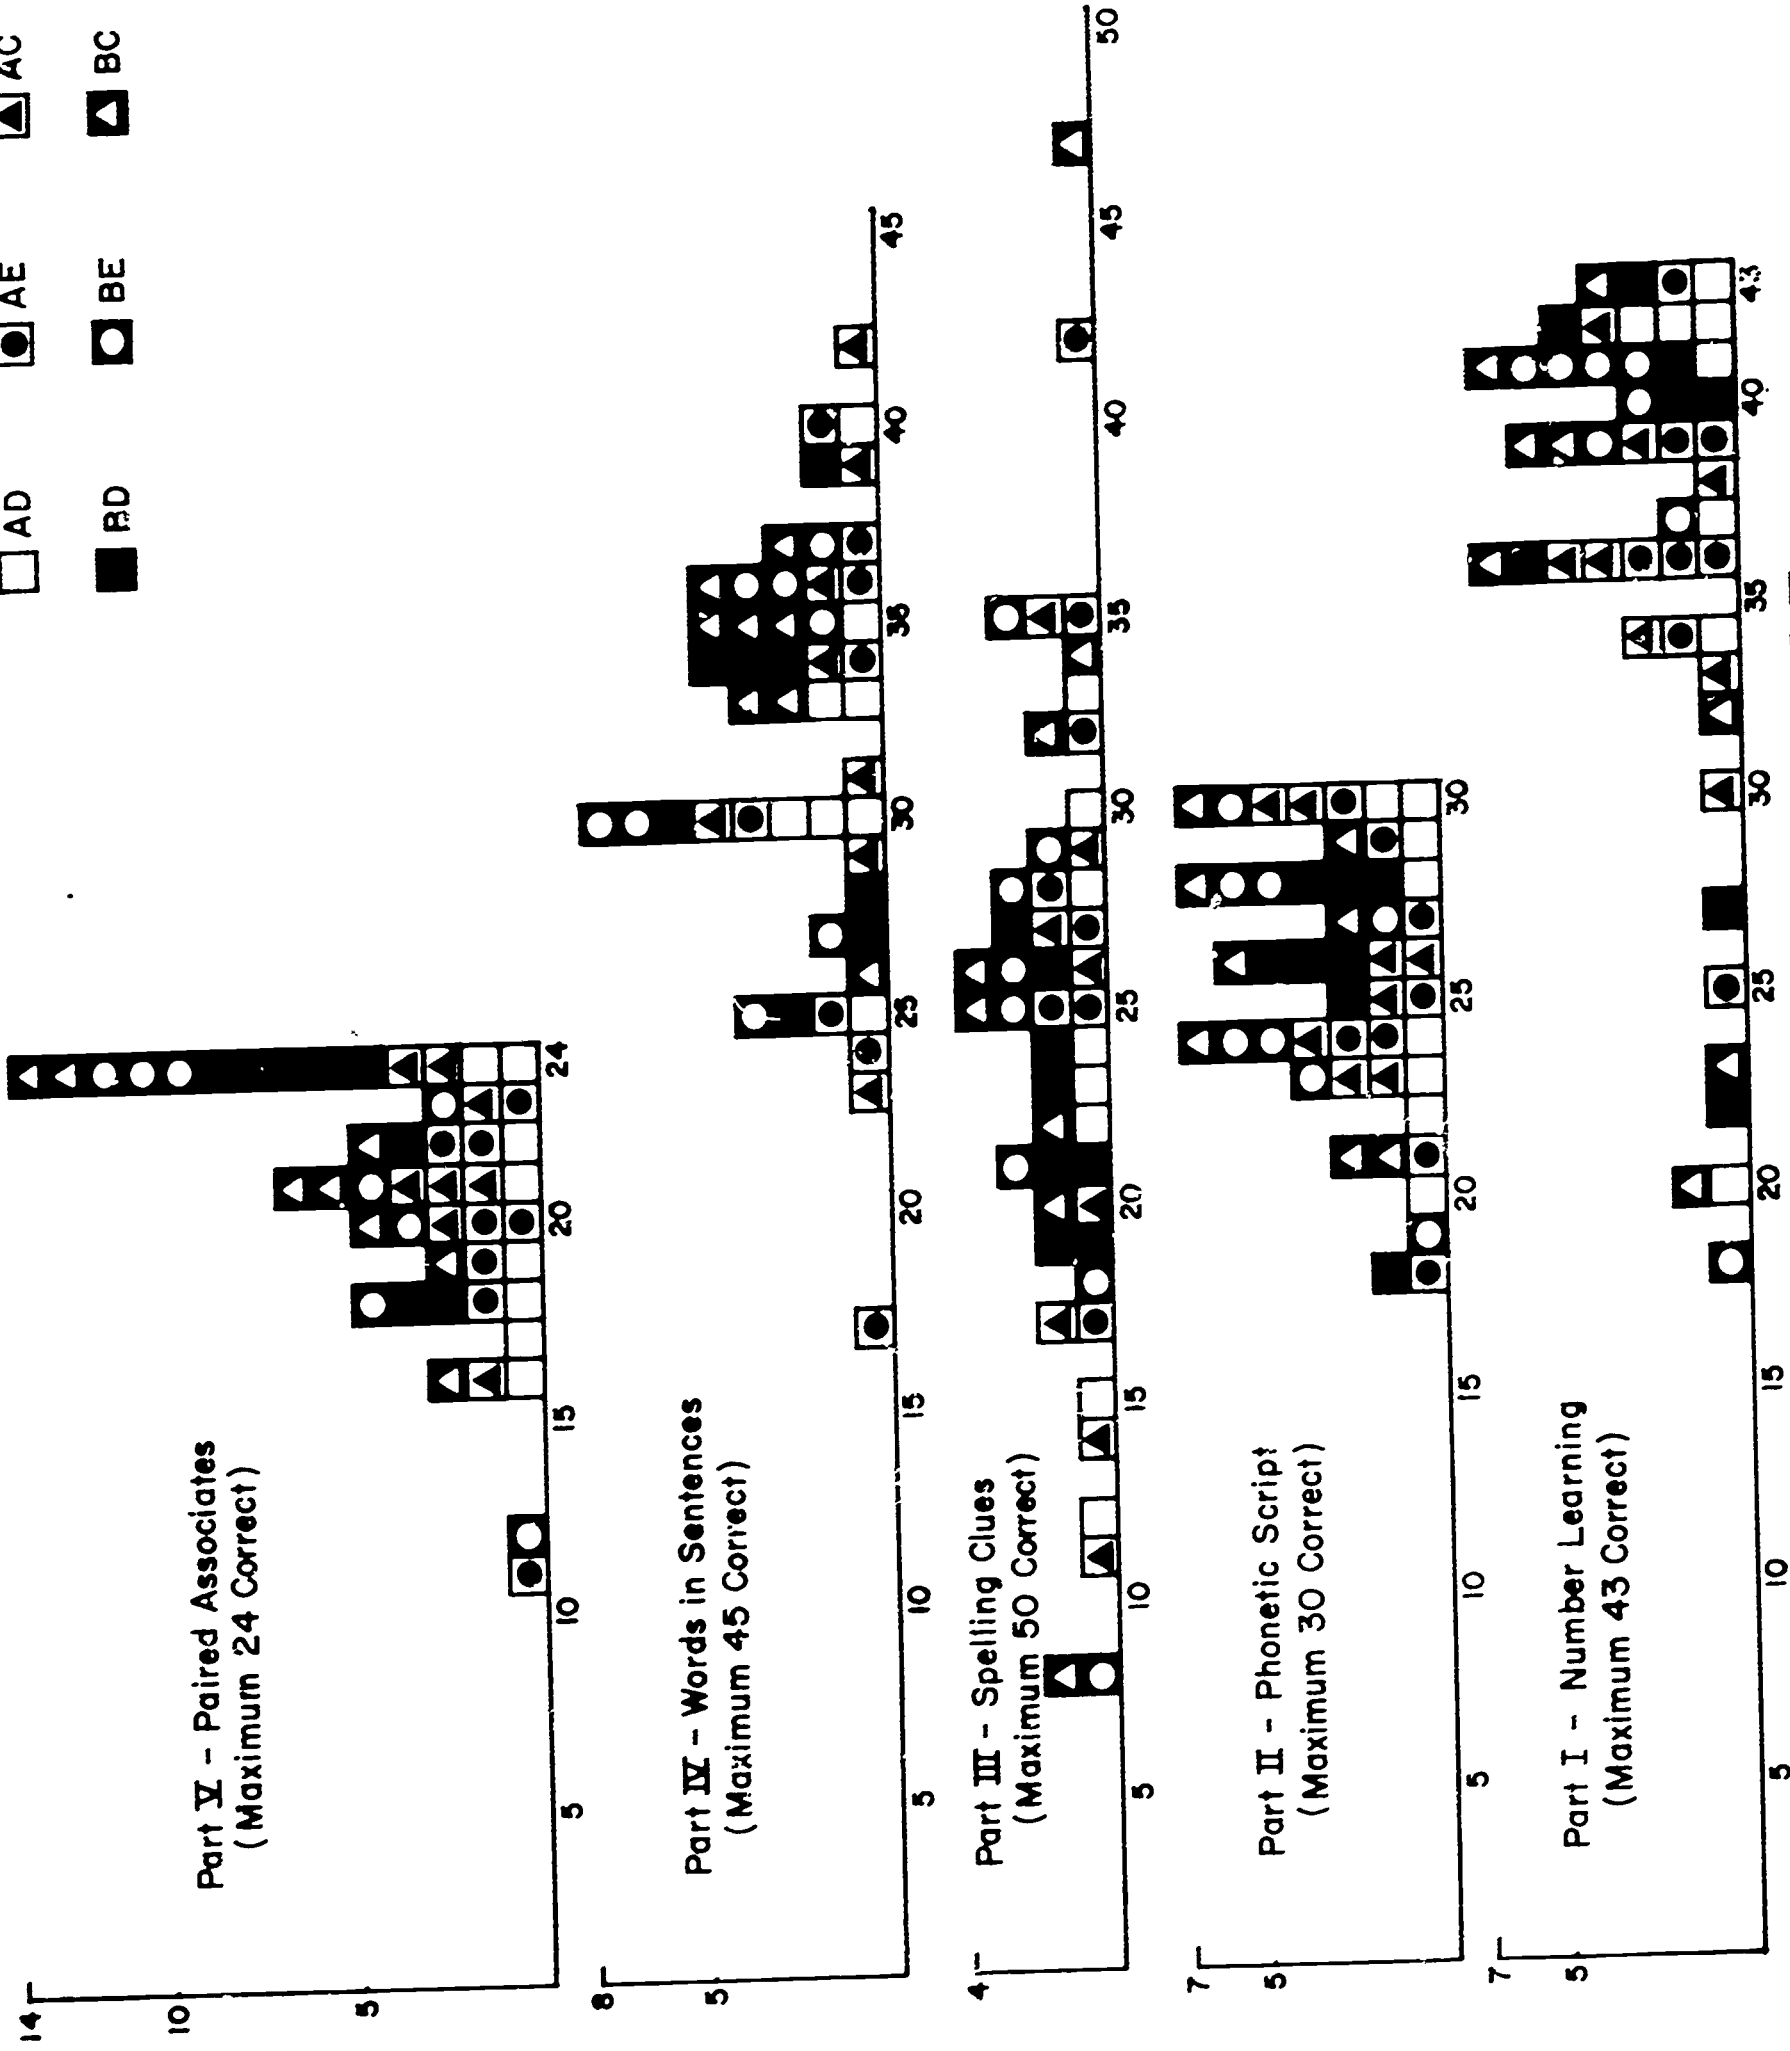 AD AE AC
BD BE BC
14
10
5
Part V - Paired Associates
(Maximum 24 Correct)
5 10 15 20 24
8
5
Part IV - Words in Sentences
(Maximum 45 Correct)
5 10 15 20 25 30 35 40 45
4
Part III - Spelling Clues
(Maximum 50 Correct)
5 10 15 20 25 30 35 40 45 50
7
5
Part II - Phonetic Script
(Maximum 30 Correct)
5 10 15 20 25 30
7
5
Part I - Number Learning
(Maximum 43 Correct)
5 10 15 20 25 30 35 40 43